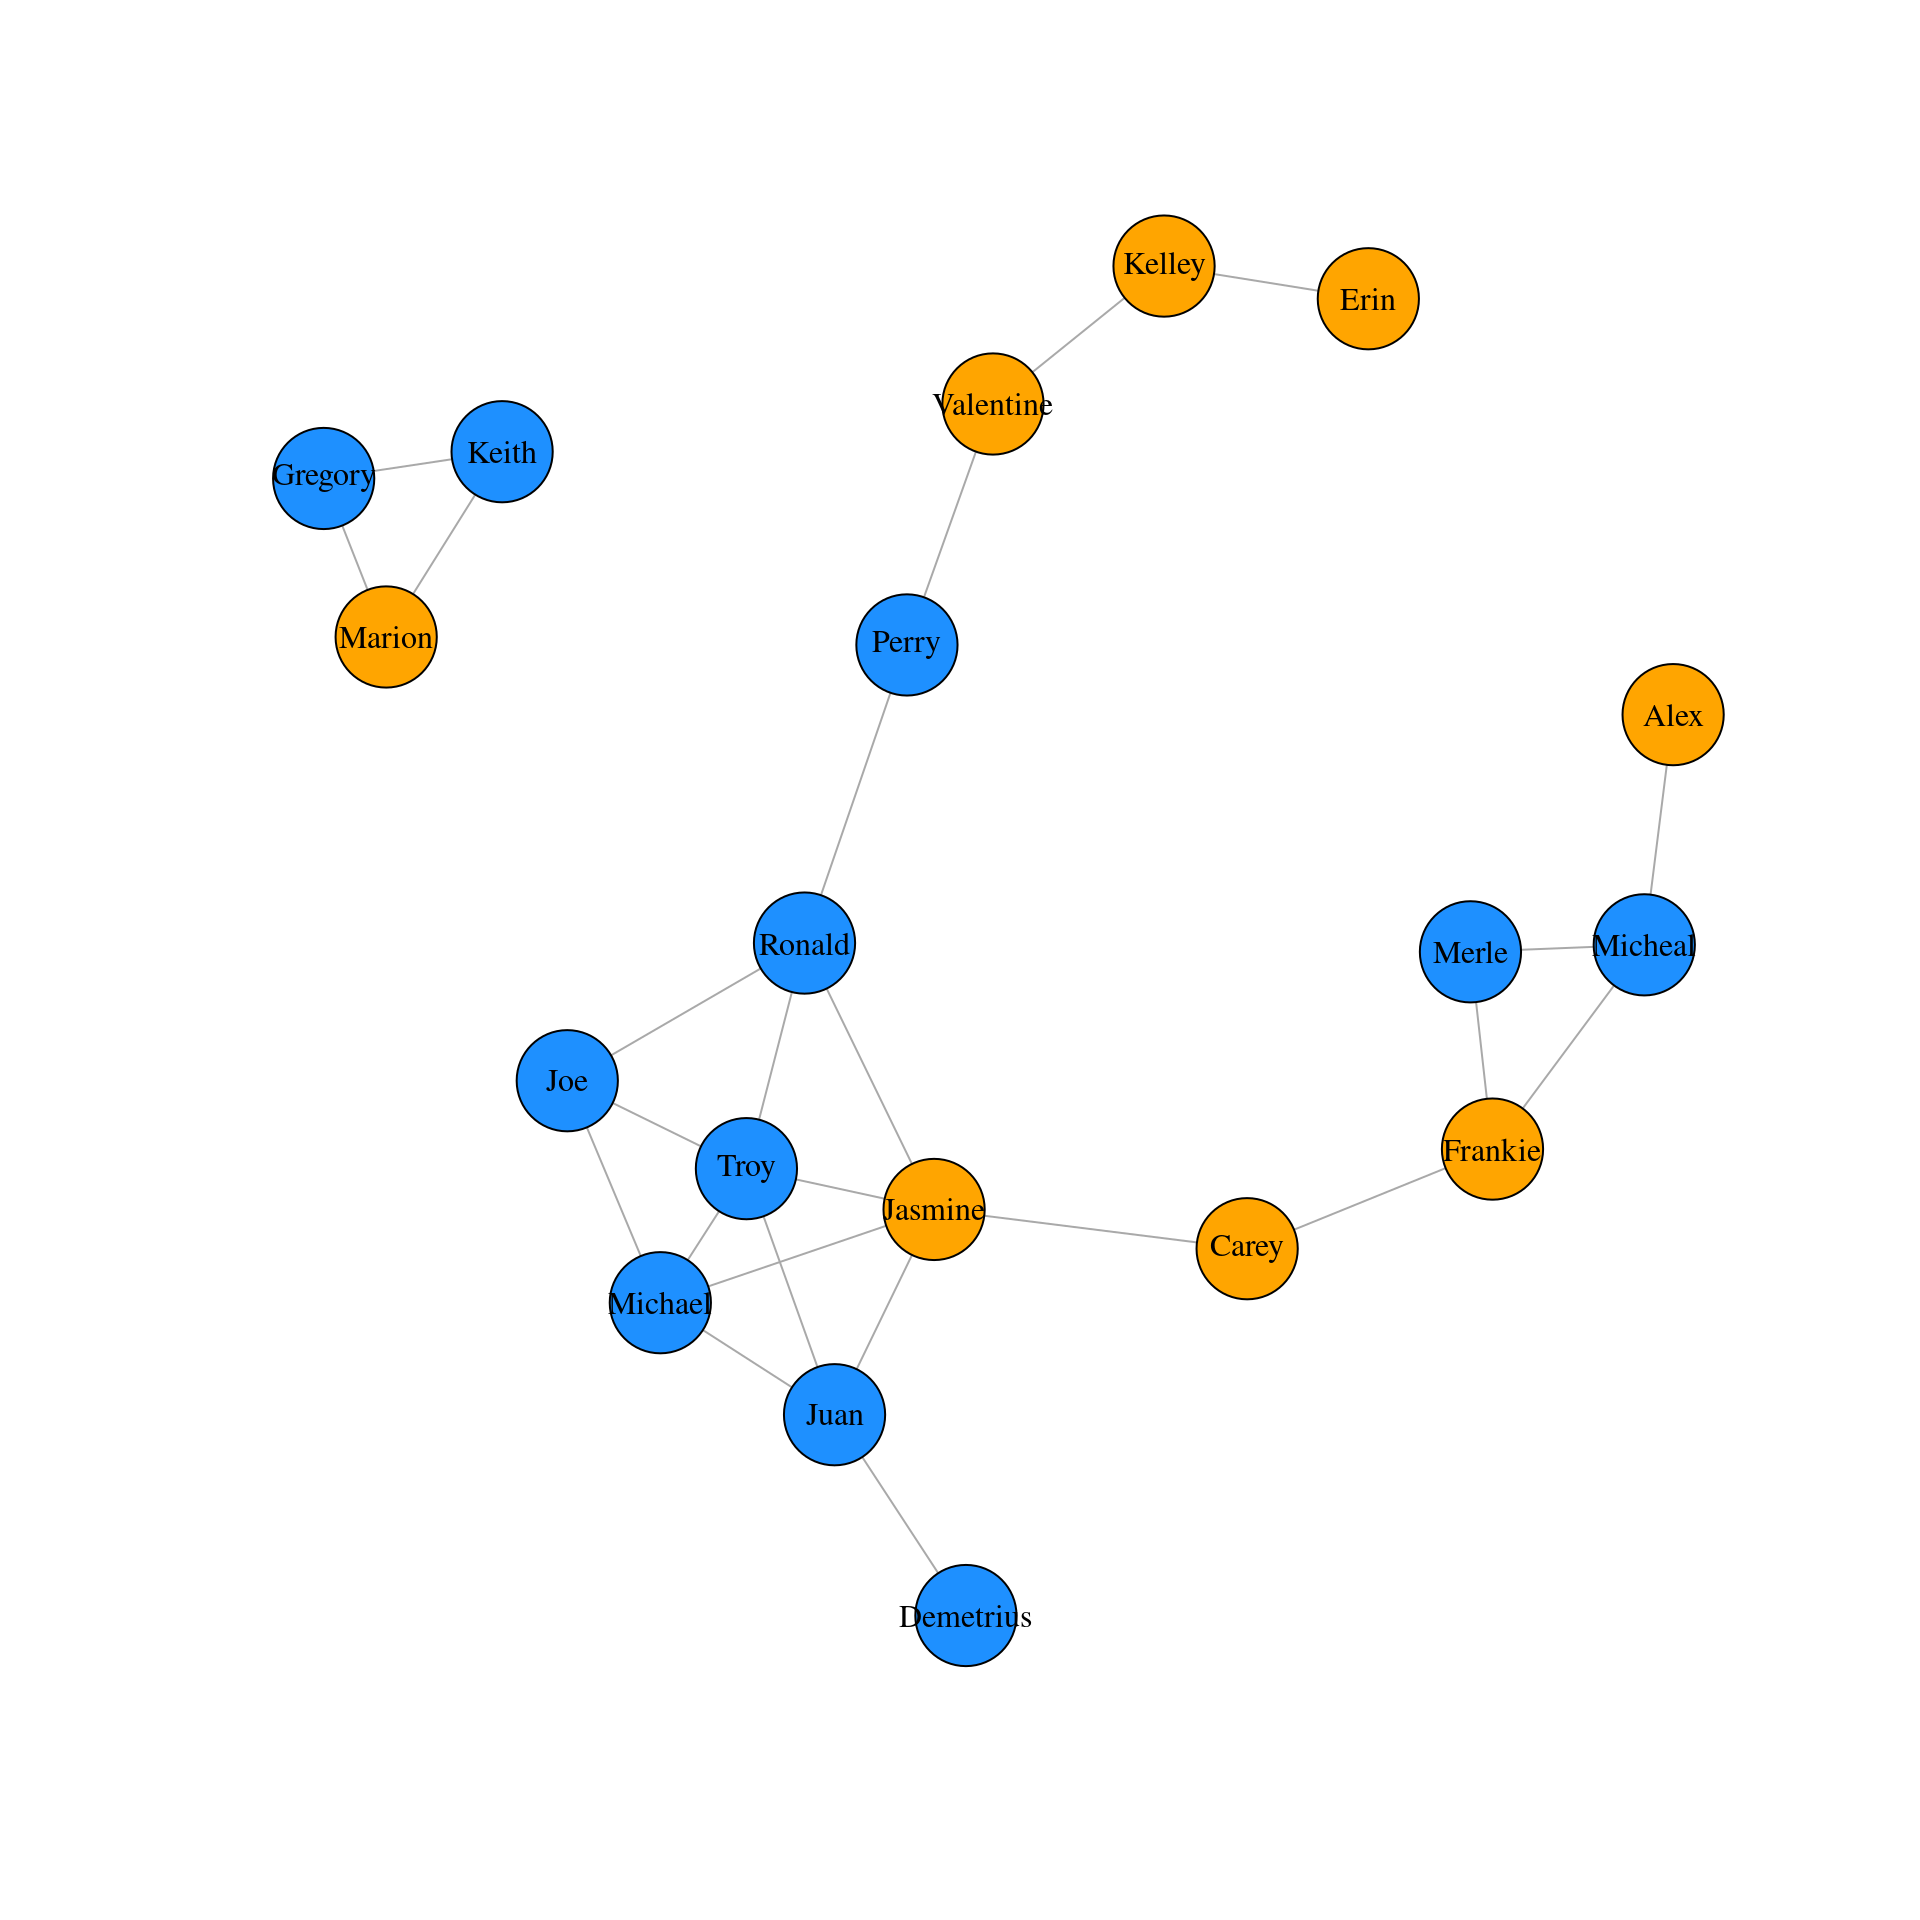 Kelley
Erin
Valentine
Keith
Gregory
Marion
Perry
Alex
Ronald
Merle
Micheal
Joe
Troy
Frankie
Jasmine
Carey
Michael
Juan
Demetrius